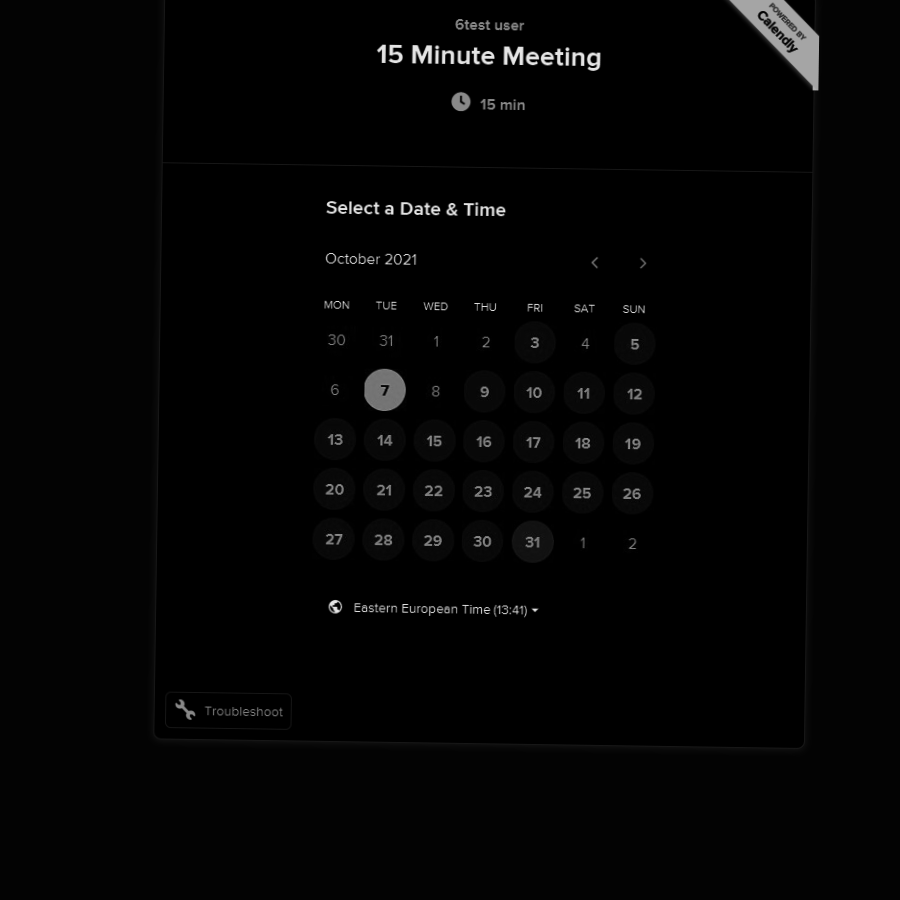 6test user
15 Minute Meeting
15 min
POWERED BY
Calendly
Select a Date & Time
October 2021
MON TUE WED THU FRI SAT SUN
30 31 1 2 3 4 5
6 7 8 9 10 11 12
13 14 15 16 17 18 19
20 21 22 23 24 25 26
27 28 29 30 31 1 2
Eastern European Time (13:41)
Troubleshoot